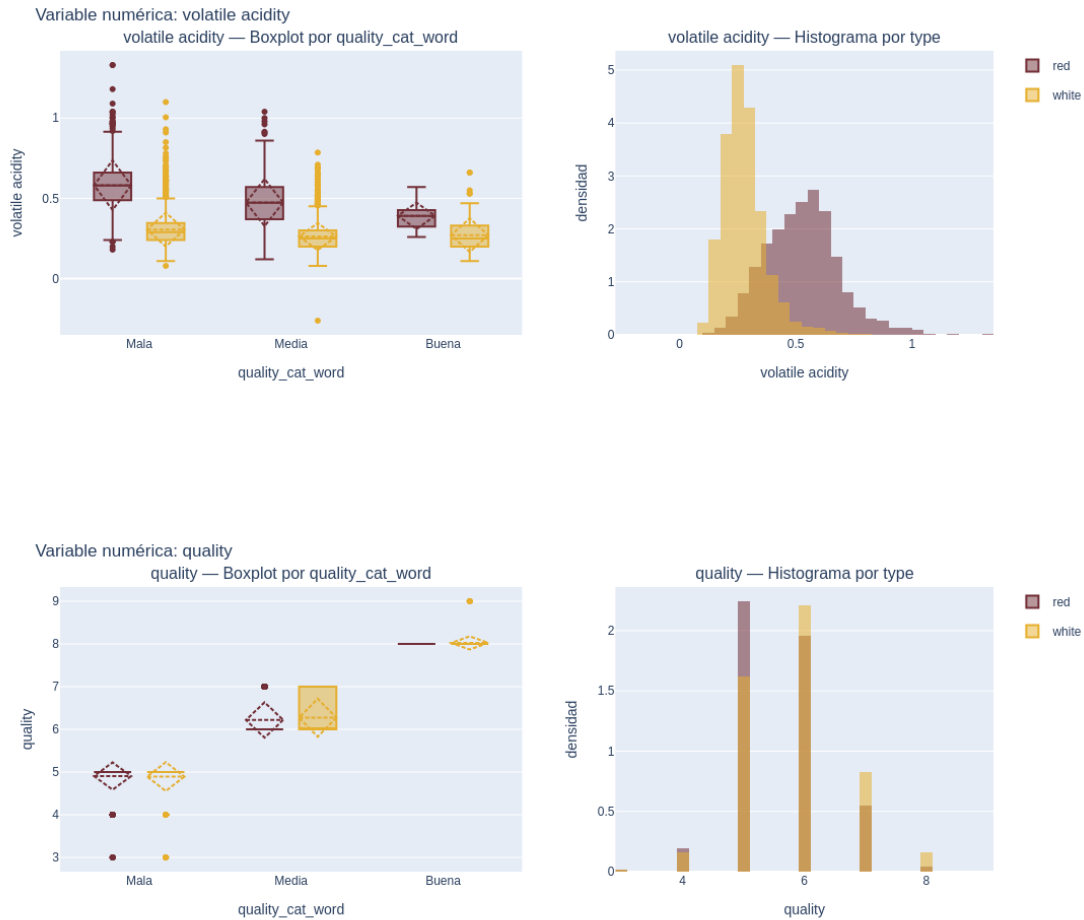 Variable numérica: volatile acidity
volatile acidity — Boxplot por quality_cat_word
volatile acidity — Histograma por type
red
white
volatile acidity
1
0.5
0
Mala
Media
Buena
quality_cat_word
densidad
5
4
3
2
1
0
0
0.5
1
volatile acidity
Variable numérica: quality
quality — Boxplot por quality_cat_word
quality — Histograma por type
red
white
quality
9
8
7
6
5
4
3
Mala
Media
Buena
quality_cat_word
densidad
2
1.5
1
0.5
0
4
6
8
quality